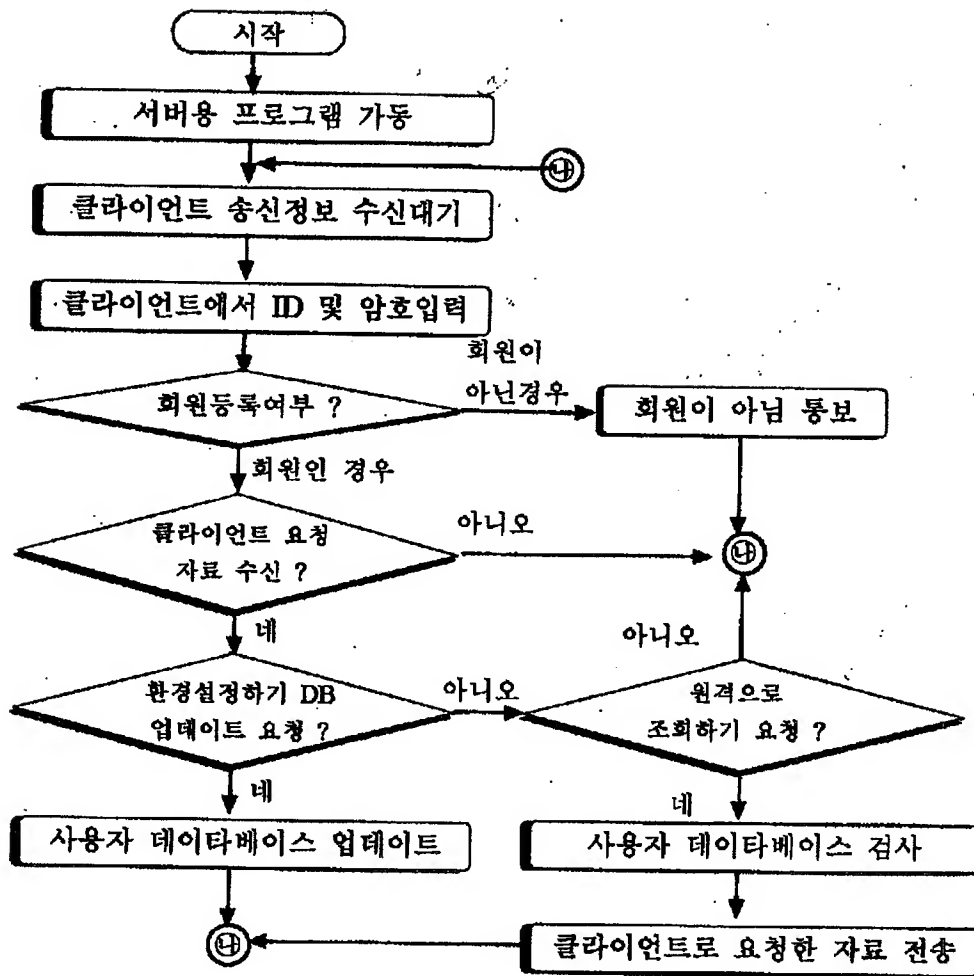 시작
서버용 프로그램 가동
㉯
클라이언트 송신정보 수신대기
클라이언트에서 ID 및 암호입력
회원등록여부 ?
회원이
아닌경우
회원이 아님 통보
회원인 경우
클라이언트 요청
자료 수신 ?
아니오
㉯
네
환경설정하기 DB
업데이트 요청 ?
아니오
아니오
원격으로
조회하기 요청 ?
네
네
사용자 데이타베이스 업데이트
사용자 데이타베이스 검사
㉯
클라이언트로 요청한 자료 전송